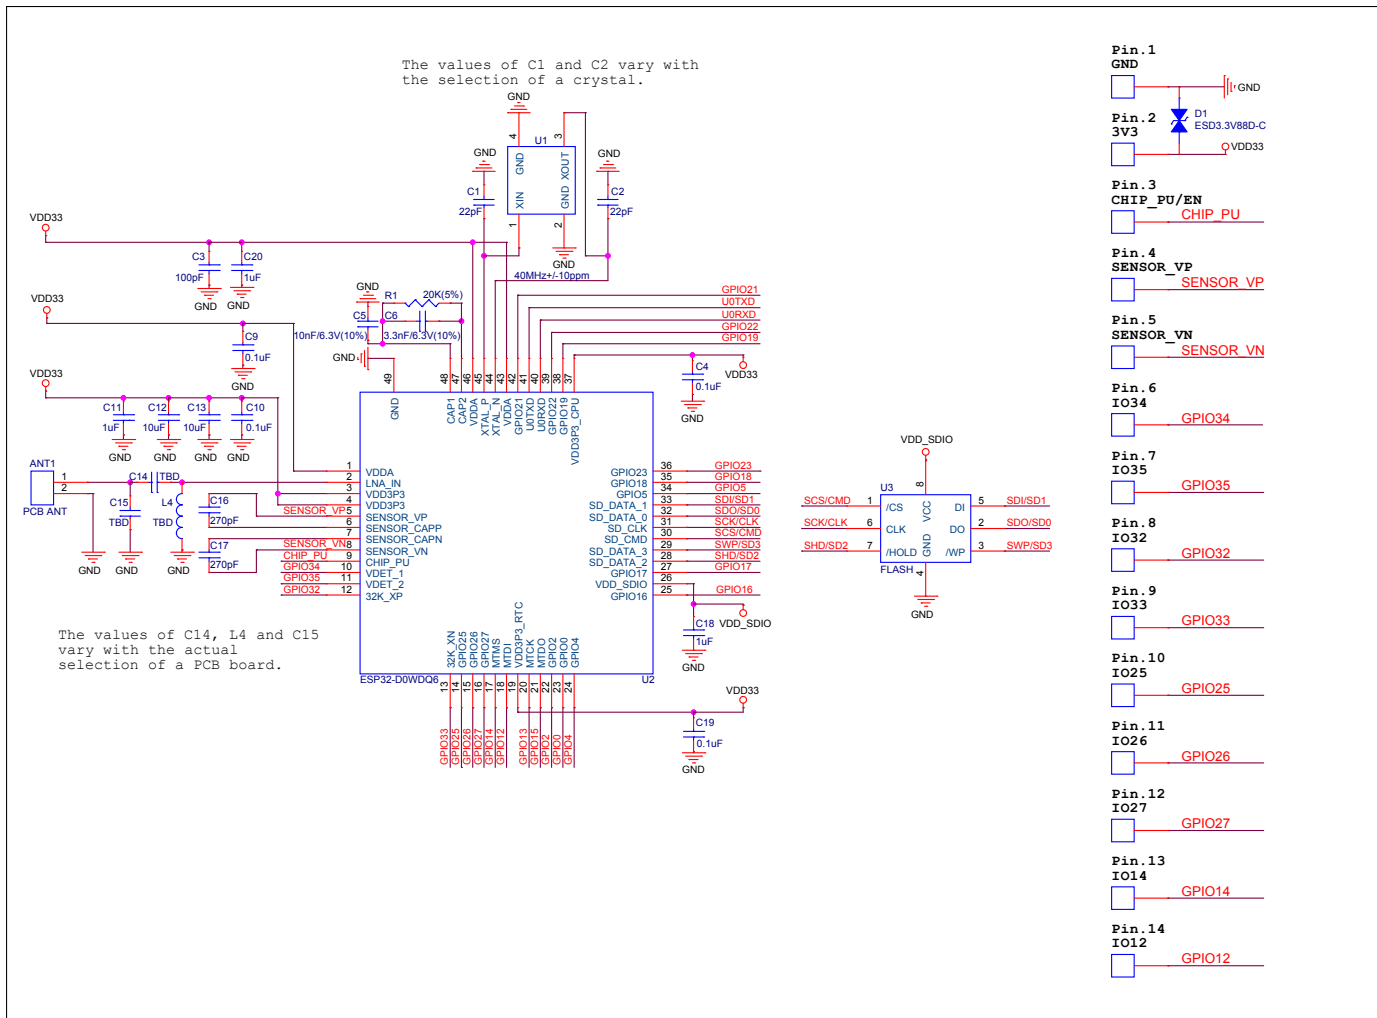 The values of C1 and C2 vary with
the selection of a crystal.
GND
4
3
U1
GND
XOUT
XIN
GND
1
2
GND
C1
22pF
GND
C2
22pF
GND
40MHz+/-10ppm
VDD33
C3
100pF
GND
C20
1uF
GND
VDD33
C9
0.1uF
GND
VDD33
C11
1uF
GND
C12
10uF
GND
C13
10uF
GND
C10
0.1uF
GND
GND
R1
20K(5%)
C5
C6
10nF/6.3V(10%)
3.3nF/6.3V(10%)
GND
GPIO21
U0TXD
U0RXD
GPIO22
GPIO19
C4
0.1uF
GND
VDD33
49
48
47
46
45
44
43
42
41
40
39
38
37
GND
CAP1
CAP2
VDDA
XTAL_P
XTAL_N
VDDA
GPIO21
U0TXD
U0RXD
GPIO22
GPIO19
VDD3P3_CPU
ANT1
1
2
PCB ANT
GND
C14
TBD
C15
TBD
GND
L4
TBD
GND
C16
270pF
C17
270pF
1 VDDA
2 LNA_IN
3 VDD3P3
4 VDD3P3
SENSOR_VP 5 SENSOR_VP
6 SENSOR_CAPP
7 SENSOR_CAPN
SENSOR_VN 8 SENSOR_VN
CHIP_PU 9 CHIP_PU
GPIO34 10 VDET_1
GPIO35 11 VDET_2
GPIO32 12 32K_XP
GPIO23 36 GPIO23
GPIO18 35 GPIO18
GPIO5 34 GPIO5
SD_DATA_1 33 SDI/SD1
SD_DATA_0 32 SDO/SD0
SD_CLK 31 SCK/CLK
SD_CMD 30 SCS/CMD
SD_DATA_3 29 SWP/SD3
SD_DATA_2 28 SHD/SD2
GPIO17 27 GPIO17
VDD_SDIO 26
GPIO16 25 GPIO16
VDD_SDIO
C18
1uF
GND
32K_XN
GPIO25
GPIO26
GPIO27
MTMS
MTDI
VDD3P3_RTC
MTCK
MTDO
GPIO2
GPIO0
GPIO4
ESP32-D0WDQ6
U2
13
14
15
16
17
18
19
20
21
22
23
24
GPIO33
GPIO25
GPIO26
GPIO27
GPIO14
GPIO12
GPIO13
GPIO15
GPIO2
GPIO0
GPIO4
VDD33
C19
0.1uF
GND
The values of C14, L4 and C15
vary with the actual
selection of a PCB board.
VDD_SDIO
8
U3
VCC
SCS/CMD 1 /CS
SCK/CLK 6 CLK
SHD/SD2 7 /HOLD
DI 5 SDI/SD1
DO 2 SDO/SD0
/WP 3 SWP/SD3
GND
FLASH
4
GND
Pin.1
GND
GND
D1
ESD3.3V88D-C
Pin.2
3V3
VDD33
Pin.3
CHIP_PU/EN
CHIP_PU
Pin.4
SENSOR_VP
SENSOR_VP
Pin.5
SENSOR_VN
SENSOR_VN
Pin.6
IO34
GPIO34
Pin.7
IO35
GPIO35
Pin.8
IO32
GPIO32
Pin.9
IO33
GPIO33
Pin.10
IO25
GPIO25
Pin.11
IO26
GPIO26
Pin.12
IO27
GPIO27
Pin.13
IO14
GPIO14
Pin.14
IO12
GPIO12